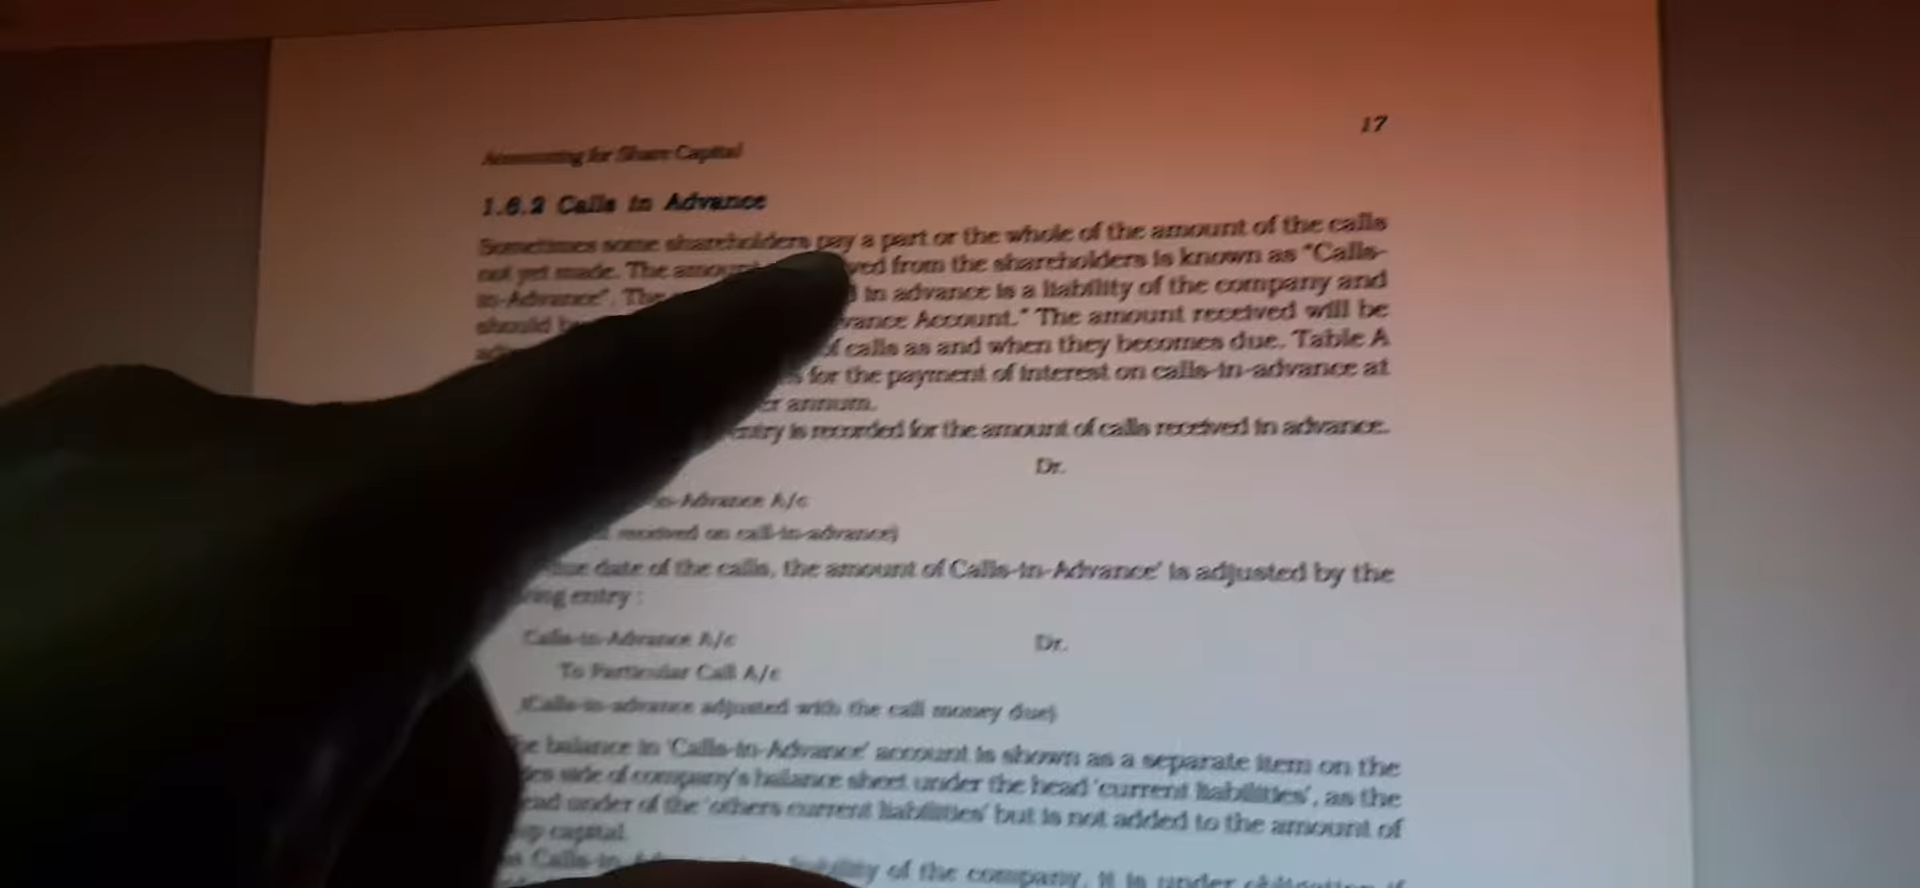 17
Accounting for Share Capital
1.6.2 Calls in Advance
Sometimes some shareholders pay a part or the whole of the amount of the calls
not yet made. The amount from the shareholders is known as "Calls-
in-Advance". The in advance is a liability of the company and
should Account." The amount received will be
of calls as and when they becomes due. Table A
for the payment of interest on calls-in-advance at
annum.
entry is recorded for the amount of calls received in advance.
Dr.
A/c
received on call-in-advance)
due date of the calls, the amount of Calls-in-Advance' is adjusted by the
entry :
Calls-in-Advance A/c Dr.
To Particular Call A/c
(Calls-in-advance adjusted with the call money due)
balance in 'Calls-in-Advance' account is shown as a separate item on the
side of company's balance sheet under the head 'current liabilities', as the
under of the 'others current liabilities' but is not added to the amount of
capital.
of the company, it is under